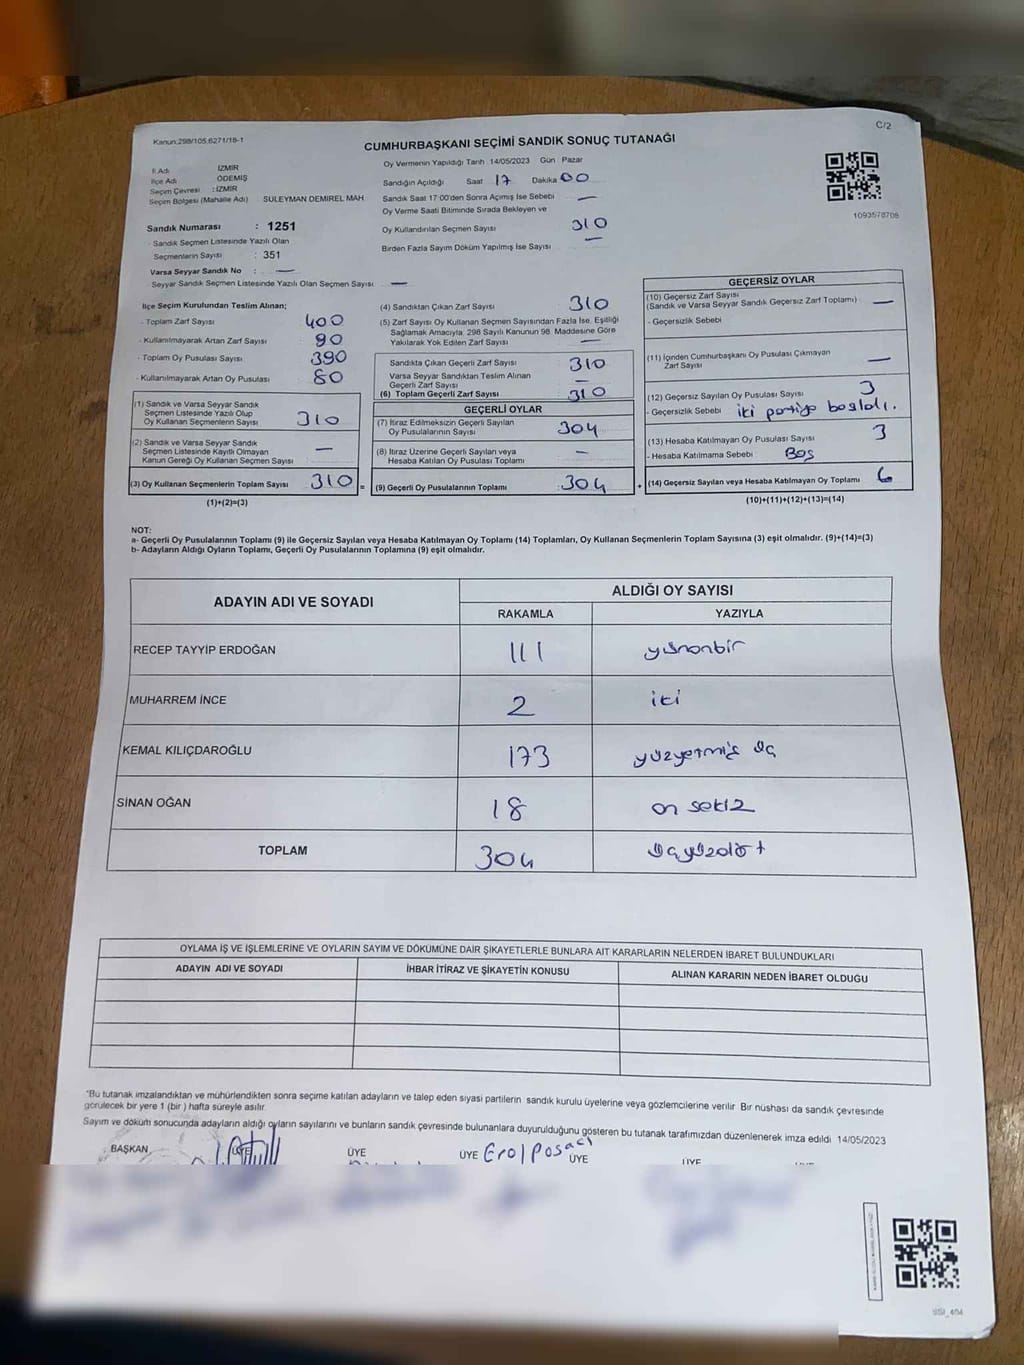 Kanun:298/105.6271/18-1
C/2
CUMHURBAŞKANI SEÇİMİ SANDIK SONUÇ TUTANAĞI
İl Adı İZMİR
İlçe Adı ÖDEMİŞ
Seçim Çevresi : İZMİR
Seçim Bölgesi (Mahalle Adı) SÜLEYMAN DEMİREL MAH
Sandık Numarası : 1251
- Sandık Seçmen Listesinde Yazılı Olan
Seçmenlerin Sayısı : 351
Varsa Seyyar Sandık No : —
- Seyyar Sandık Seçmen Listesinde Yazılı Olan Seçmen Sayısı —
Oy Vermenin Yapıldığı Tarih 14/05/2023 Gün Pazar
Sandığın Açıldığı Saat 17 Dakika 00
Sandık Saat 17:00'den Sonra Açımış İse Sebebi —
Oy Verme Saati Bitiminde Sırada Bekleyen ve
Oy Kullandırılan Seçmen Sayısı 310
Birden Fazla Sayım Döküm Yapılmış İse Sayısı —
1093578708
İlçe Seçim Kurulundan Teslim Alınan;
- Toplam Zarf Sayısı 400
- Kullanılmayarak Artan Zarf Sayısı 90
- Toplam Oy Pusulası Sayısı 390
- Kullanılmayarak Artan Oy Pusulası 80
(1) Sandık ve Varsa Seyyar Sandık
Seçmen Listesinde Yazılı Olup
Oy Kullanan Seçmenlerin Sayısı 310
(2) Sandık ve Varsa Seyyar Sandık
Seçmen Listesinde Kayıtlı Olmayan
Kanun Gereği Oy Kullanan Seçmen Sayısı —
(3) Oy Kullanan Seçmenlerin Toplam Sayısı 310 =
(1)+(2)=(3)
(4) Sandıktan Çıkan Zarf Sayısı 310
(5) Zarf Sayısı Oy Kullanan Seçmen Sayısından Fazla İse, Eşitliği
Sağlamak Amacıyla, 298 Sayılı Kanunun 98. Maddesine Göre
Yakılarak Yok Edilen Zarf Sayısı —
Sandıkta Çıkan Geçerli Zarf Sayısı 310
Varsa Seyyar Sandıktan Teslim Alınan
Geçerli Zarf Sayısı —
(6) Toplam Geçerli Zarf Sayısı 310
GEÇERLİ OYLAR
(7) İtiraz Edilmeksizin Geçerli Sayılan
Oy Pusulalarının Sayısı 304
(8) İtiraz Üzerine Geçerli Sayılan veya
Hesaba Katılan Oy Pusulası Toplamı —
(9) Geçerli Oy Pusulalarının Toplamı 304 +
GEÇERSİZ OYLAR
(10) Geçersiz Zarf Sayısı
(Sandık ve Varsa Seyyar Sandık Geçersiz Zarf Toplamı) —
- Geçersizlik Sebebi
(11) İçinden Cumhurbaşkanı Oy Pusulası Çıkmayan
Zarf Sayısı —
(12) Geçersiz Sayılan Oy Pusulası Sayısı 3
- Geçersizlik Sebebi iki partiye basıldı.
(13) Hesaba Katılmayan Oy Pusulası Sayısı 3
- Hesaba Katılmama Sebebi Boş
(14) Geçersiz Sayılan veya Hesaba Katılmayan Oy Toplamı 6
(10)+(11)+(12)+(13)=(14)
NOT:
a- Geçerli Oy Pusulalarının Toplamı (9) ile Geçersiz Sayılan veya Hesaba Katılmayan Oy Toplamı (14) Toplamları, Oy Kullanan Seçmenlerin Toplam Sayısına (3) eşit olmalıdır. (9)+(14)=(3)
b- Adayların Aldığı Oyların Toplamı, Geçerli Oy Pusulalarının Toplamına (9) eşit olmalıdır.
ADAYIN ADI VE SOYADI
ALDIĞI OY SAYISI
RAKAMLA YAZIYLA
RECEP TAYYİP ERDOĞAN 111 yüzonbir
MUHARREM İNCE 2 iki
KEMAL KILIÇDAROĞLU 173 yüzyetmiş üç
SİNAN OĞAN 18 on sekiz
TOPLAM 304 üçyüzdört
OYLAMA İŞ VE İŞLEMLERİNE VE OYLARIN SAYIM VE DÖKÜMÜNE DAİR ŞİKAYETLERLE BUNLARA AİT KARARLARIN NELERDEN İBARET BULUNDUKLARI
ADAYIN ADI VE SOYADI İHBAR İTİRAZ VE ŞİKAYETİN KONUSU ALINAN KARARIN NEDEN İBARET OLDUĞU
"Bu tutanak imzalandıktan ve mühürlendikten sonra seçime katılan adayların ve talep eden siyasi partilerin sandık kurulu üyelerine veya gözlemcilerine verilir Bir nüshası da sandık çevresinde
görülecek bir yere 1 (bir ) hafta süreyle asılır
Sayım ve döküm sonucunda adayların aldığı oyların sayılarını ve bunların sandık çevresinde bulunanlara duyurulduğunu gösteren bu tutanak tarafımızdan düzenlenerek imza edildi 14/05/2023
BAŞKAN ÜYE ÜYE ÜYE Erol Posacı ÜYE ÜYE
SSI_404